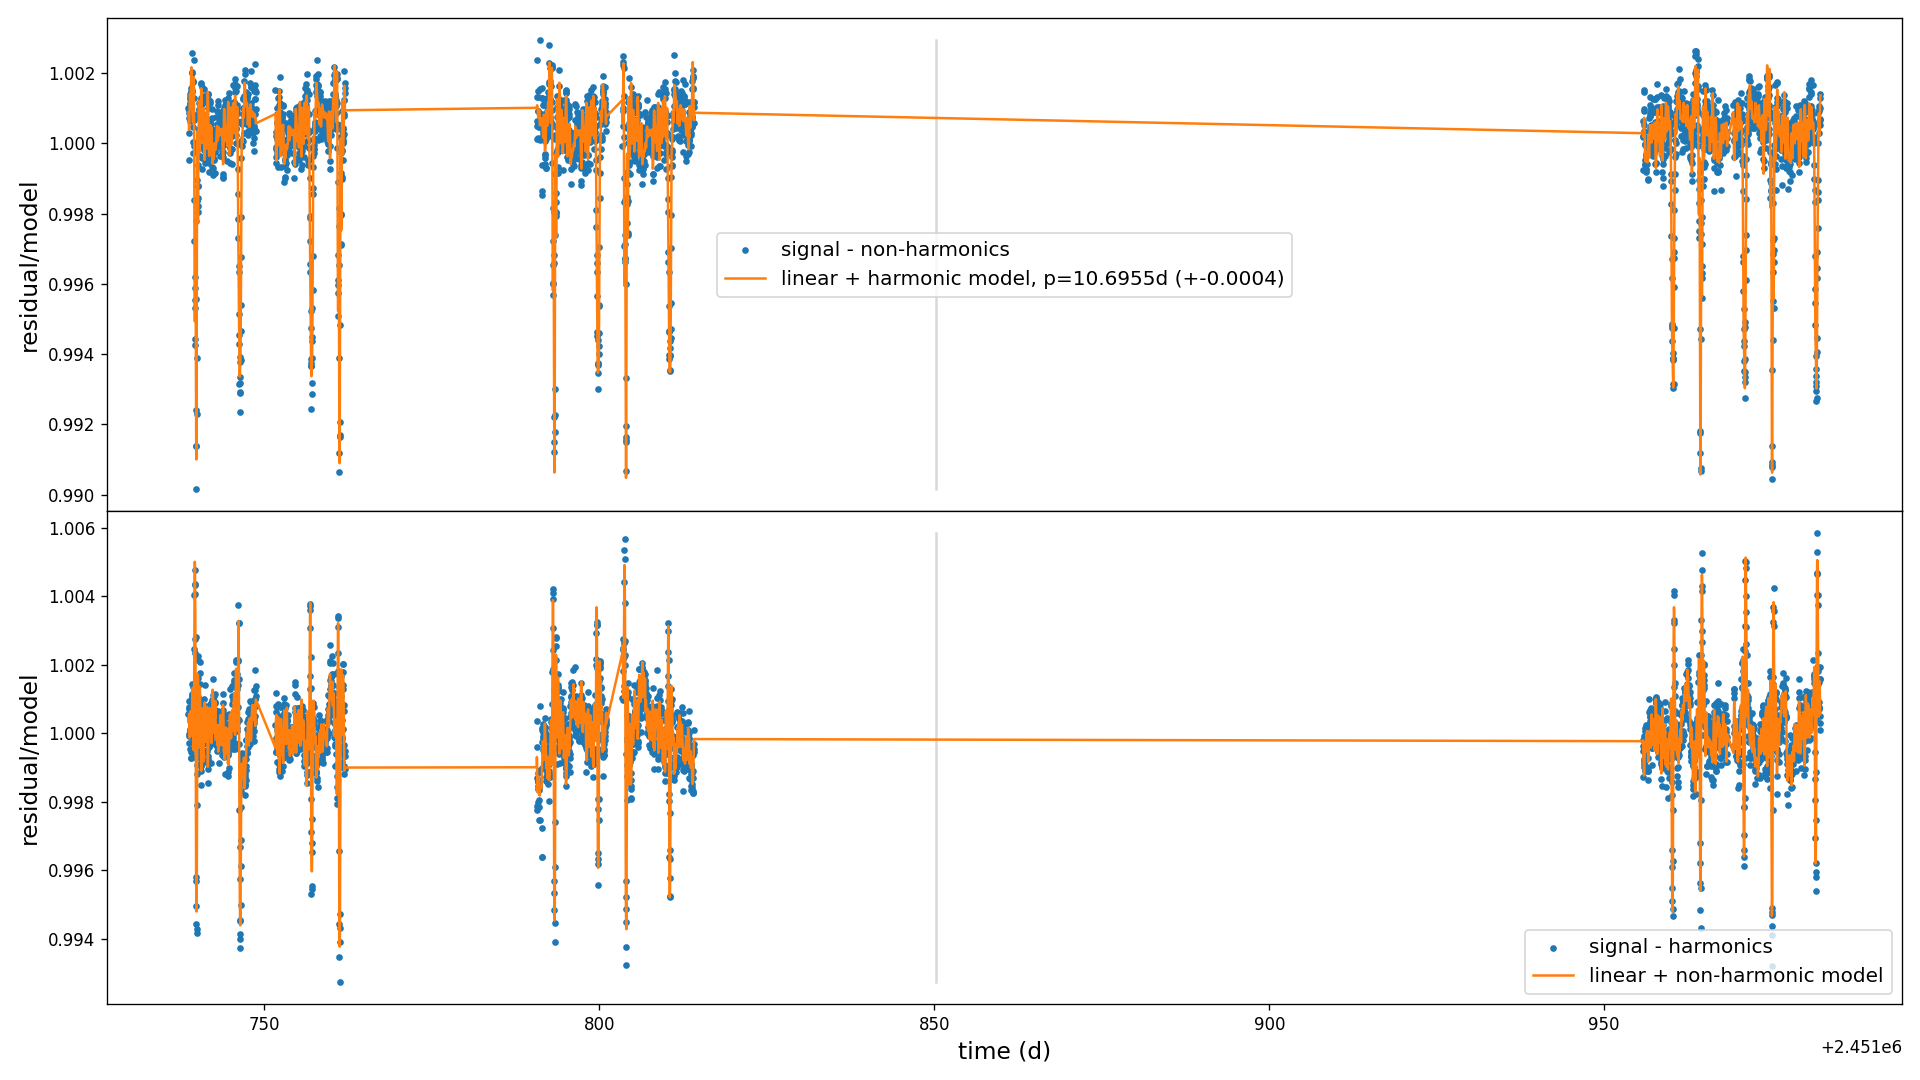 1.002
1.000
0.998
0.996
0.994
0.992
0.990
residual/model
signal - non-harmonics
linear + harmonic model, p=10.6955d (+-0.0004)
1.006
1.004
1.002
1.000
0.998
0.996
0.994
residual/model
signal - harmonics
linear + non-harmonic model
750
800
850
900
950
time (d)
+2.451e6